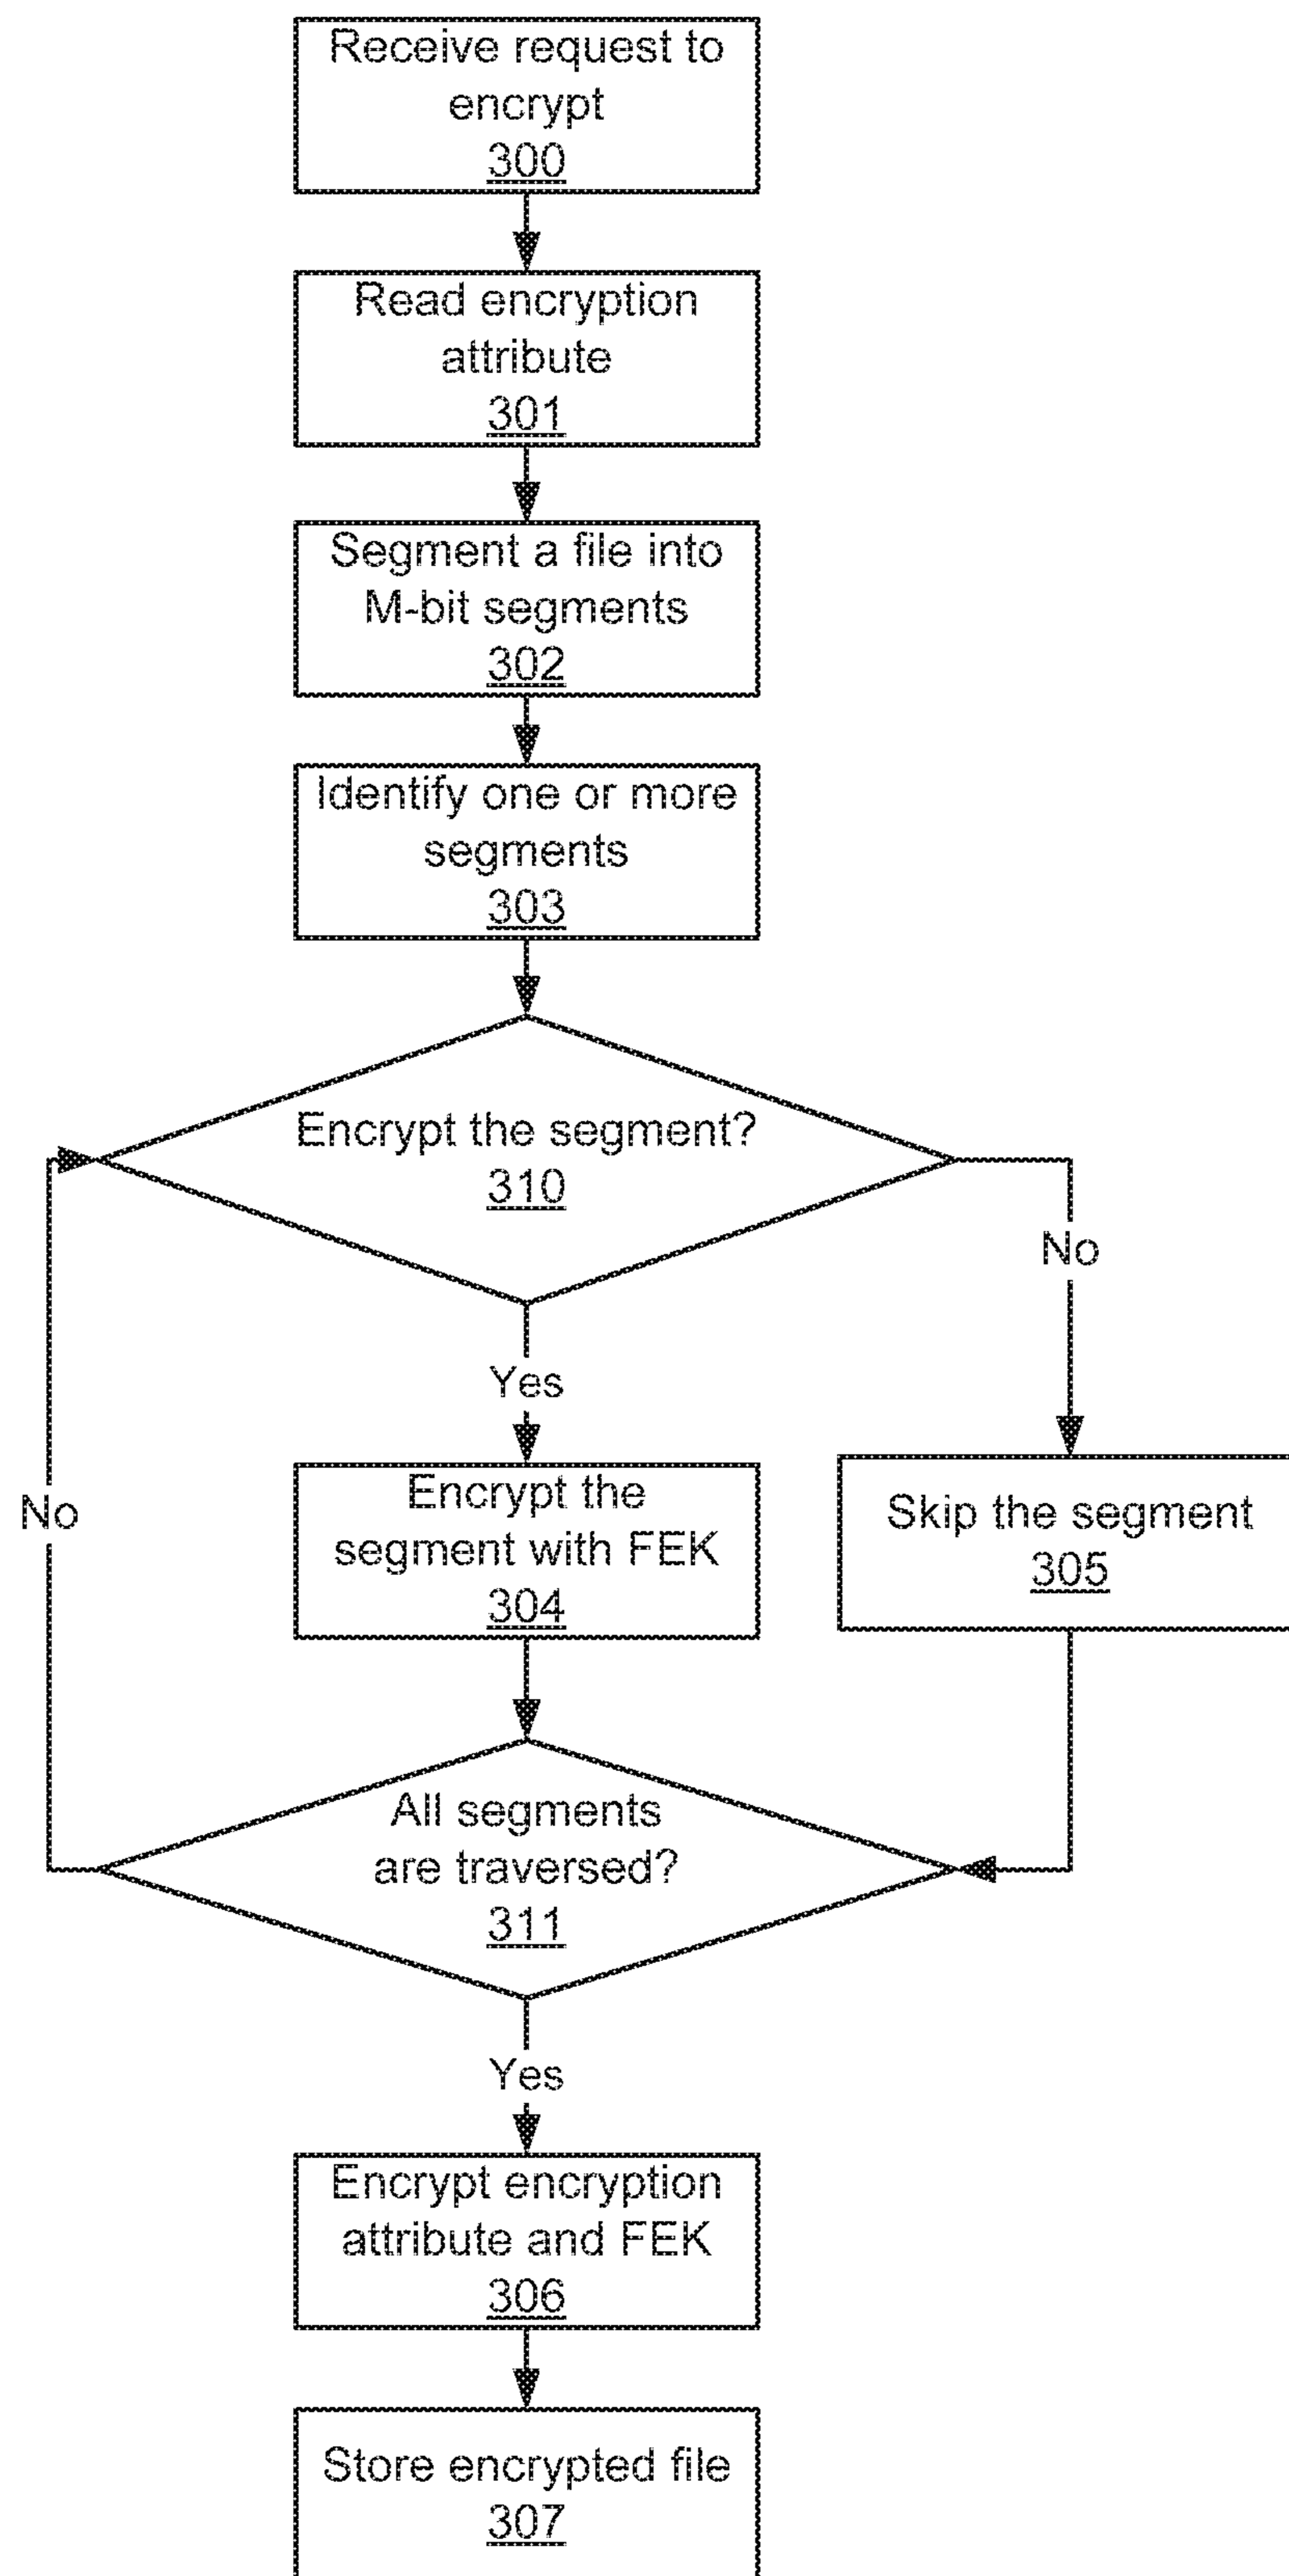 Receive request to
encrypt
300
Read encryption
attribute
301
Segment a file into
M-bit segments
302
Identify one or more
segments
303
Encrypt the segment?
310
No
Yes
No
Encrypt the
segment with FEK
304
Skip the segment
305
All segments
are traversed?
311
Yes
Encrypt encryption
attribute and FEK
306
Store encrypted file
307